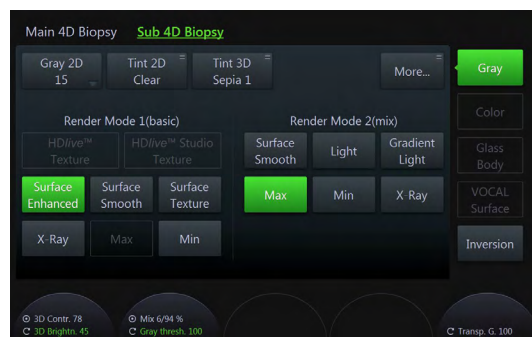 Main 4D Biopsy Sub 4D Biopsy
Gray 2D
15
Tint 2D
Clear
Tint 3D
Sepia 1
More...
Gray
Color
Glass
Body
VOCAL
Surface
Inversion
Render Mode 1(basic)
HDlive™
Texture
HDlive™ Studio
Texture
Surface
Enhanced
Surface
Smooth
Surface
Texture
X-Ray
Max
Min
Render Mode 2(mix)
Surface
Smooth
Light
Gradient
Light
Max
Min
X-Ray
3D Contr. 78
3D Brightn. 45
Mix 6/94 %
Gray thresh. 100
Transp. G. 100